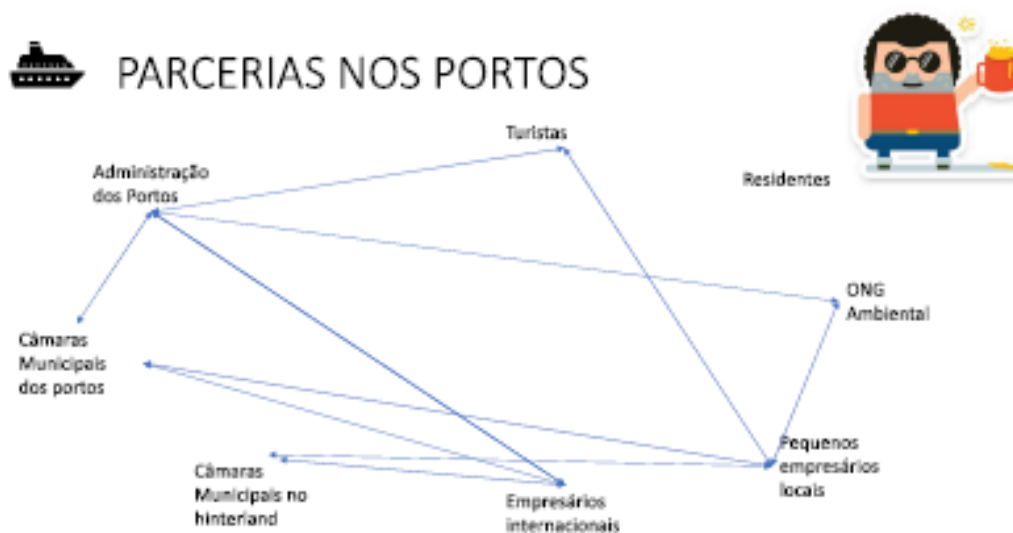 PARCERIAS NOS PORTOS
Turistas
Administração
dos Portos
Residentes
ONG
Ambiental
Câmaras
Municipais
dos portos
Pequenos
empresários
locais
Câmaras
Municipais no
hinterland
Empresários
internacionais